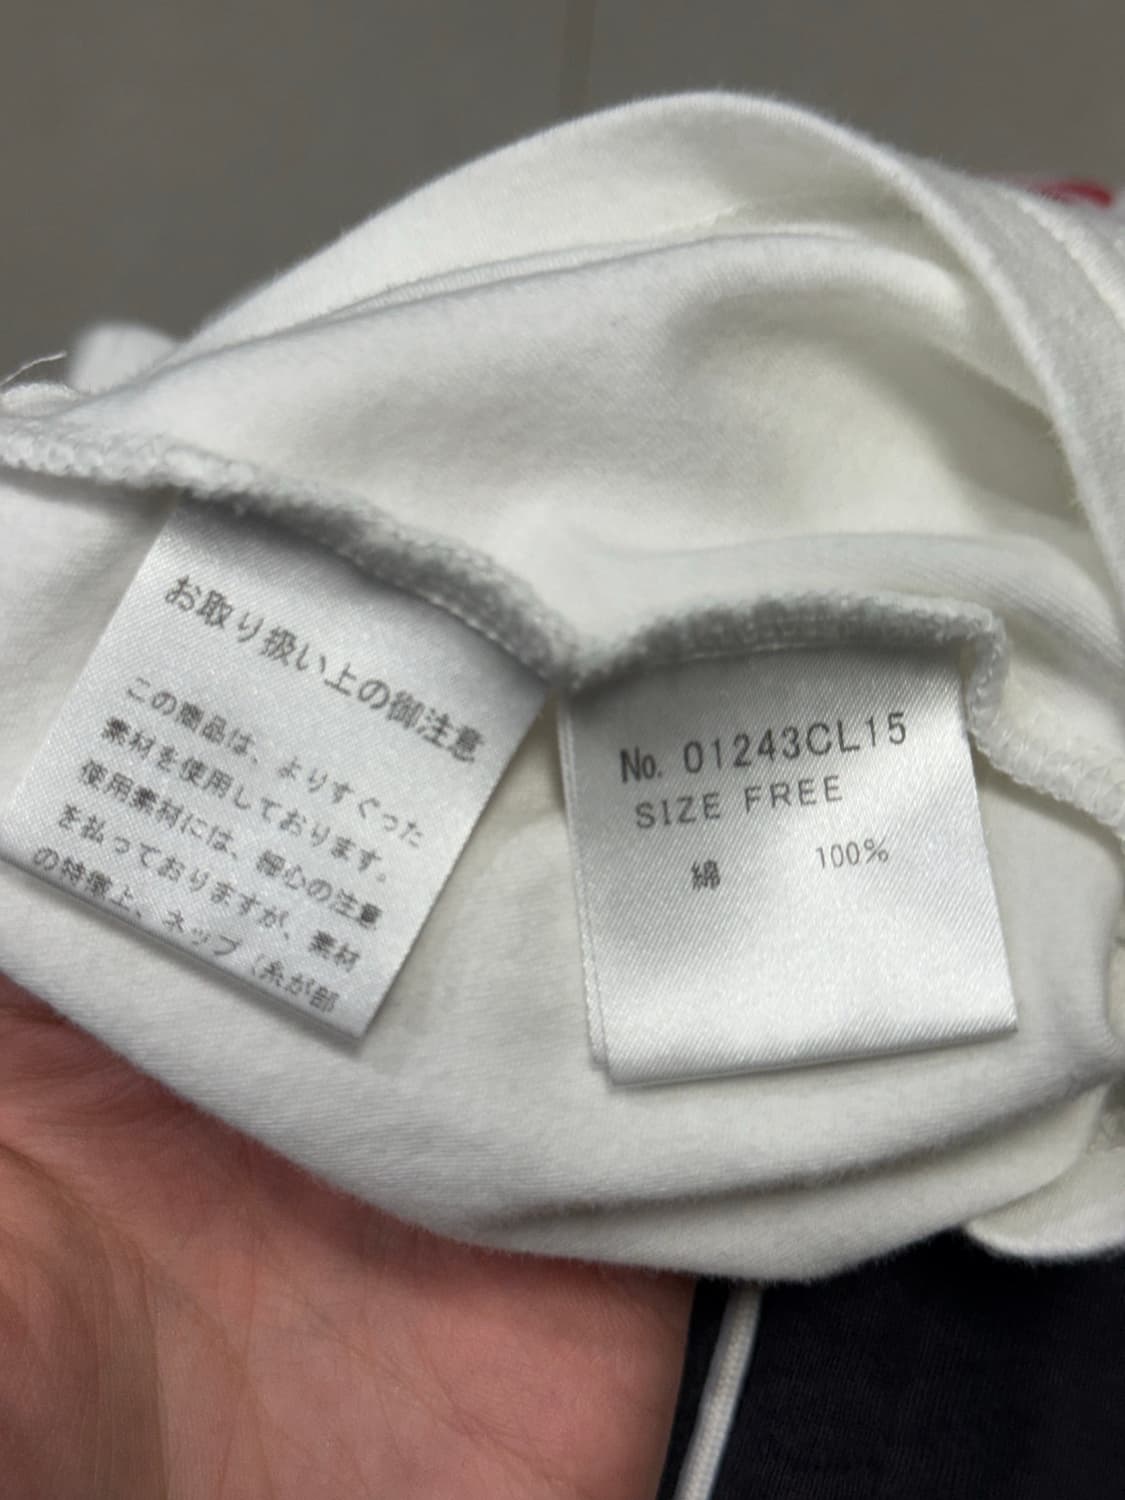 お取り扱い上の御注意
この商品は、よりすぐった
素材を使用しております。
使用素材には、細心の注意
を払っておりますが、素材
の特掌上、ネップ（糸が部
No. 01243CL15
SIZE FREE
綿 100%